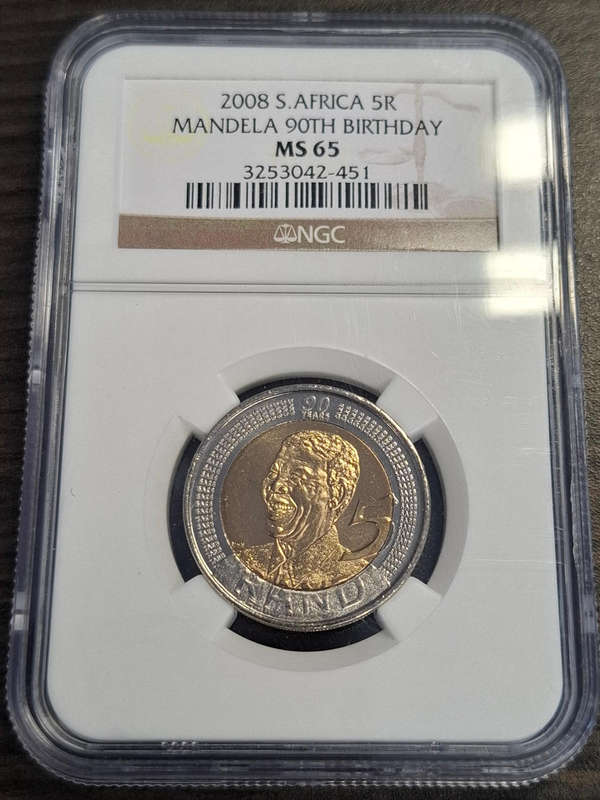 2008 S.AFRICA 5R
MANDELA 90TH BIRTHDAY
MS 65
3253042-451
NGC
90
YEARS
5
RAND